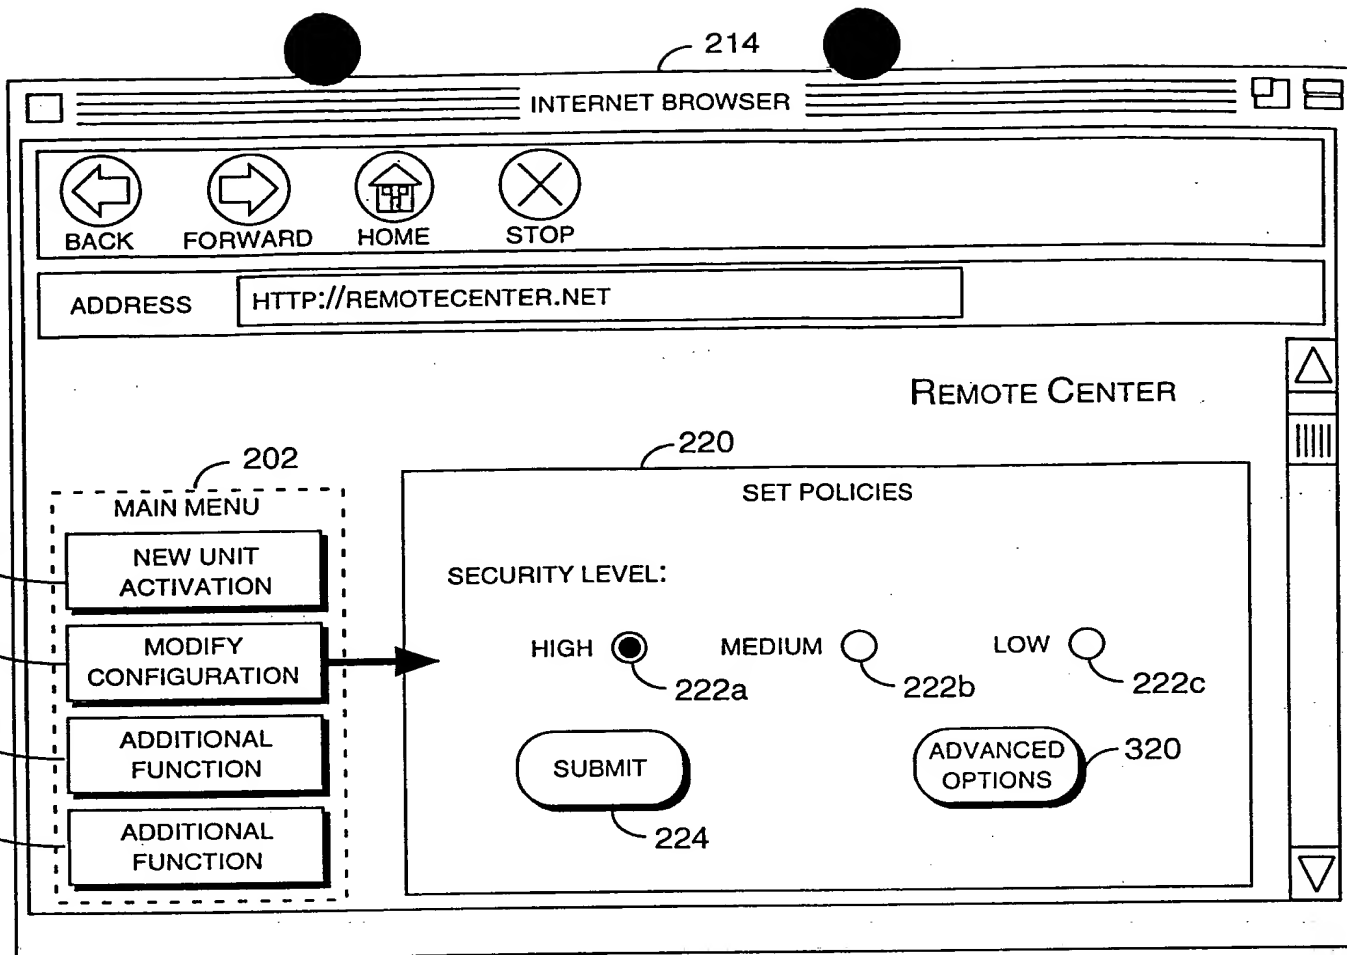 214
INTERNET BROWSER
BACK FORWARD HOME STOP
ADDRESS HTTP://REMOTECENTER.NET
REMOTE CENTER
202
220
MAIN MENU
NEW UNIT
ACTIVATION
MODIFY
CONFIGURATION
ADDITIONAL
FUNCTION
ADDITIONAL
FUNCTION
SET POLICIES
SECURITY LEVEL:
HIGH MEDIUM LOW
222a 222b 222c
SUBMIT
224
ADVANCED
OPTIONS
320